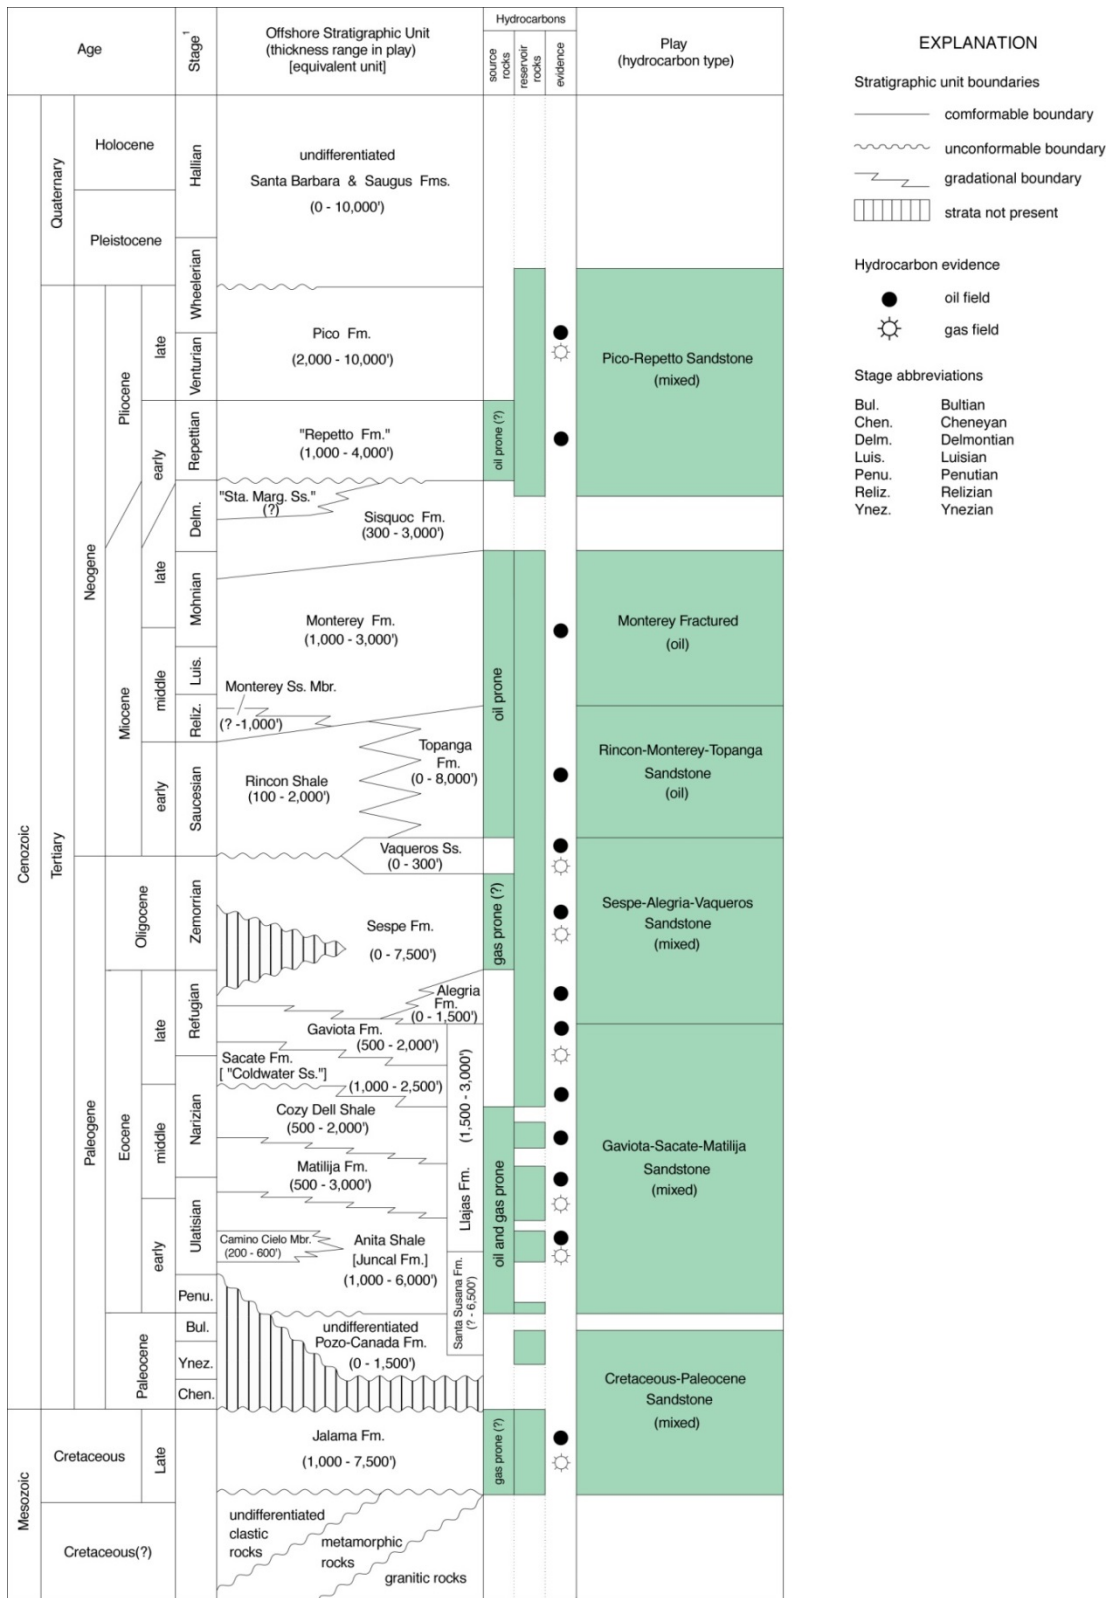 Age
Stage1
Offshore Stratigraphic Unit
(thickness range in play)
[equivalent unit]
Hydrocarbons
source
rocks
reservoir
rocks
evidence
Play
(hydrocarbon type)
Cenozoic
Mesozoic
Quaternary
Tertiary
Neogene
Paleogene
Holocene
Pleistocene
Pliocene
late
early
Miocene
late
middle
early
Oligocene
Eocene
late
middle
early
Paleocene
Cretaceous
Late
Cretaceous(?)
Hallian
Wheelerian
Venturian
Repettian
Delm.
Mohnian
Luis.
Reliz.
Saucesian
Zemorrian
Refugian
Narizian
Ulatisian
Penu.
Bul.
Ynez.
Chen.
undifferentiated
Santa Barbara & Saugus Fms.
(0 - 10,000')
Pico Fm.
(2,000 - 10,000')
"Repetto Fm."
(1,000 - 4,000')
"Sta. Marg. Ss."
(?)
Sisquoc Fm.
(300 - 3,000')
Monterey Fm.
(1,000 - 3,000')
Monterey Ss. Mbr.
(? -1,000')
Rincon Shale
(100 - 2,000')
Topanga
Fm.
(0 - 8,000')
Vaqueros Ss.
(0 - 300')
Sespe Fm.
(0 - 7,500')
Alegria
Fm.
(0 - 1,500')
Gaviota Fm.
(500 - 2,000')
Sacate Fm.
[ "Coldwater Ss."]
(1,000 - 2,500')
Cozy Dell Shale
(500 - 2,000')
Matilija Fm.
(500 - 3,000')
Camino Cielo Mbr.
(200 - 600')
Anita Shale
[Juncal Fm.]
(1,000 - 6,000')
Llajas Fm. (1,500 - 3,000')
Santa Susana Fm.
(? - 6,500')
undifferentiated
Pozo-Canada Fm.
(0 - 1,500')
Jalama Fm.
(1,000 - 7,500')
undifferentiated
clastic
rocks
metamorphic
rocks
granitic rocks
oil prone (?)
oil prone
gas prone (?)
oil and gas prone
gas prone (?)
Pico-Repetto Sandstone
(mixed)
Monterey Fractured
(oil)
Rincon-Monterey-Topanga
Sandstone
(oil)
Sespe-Alegria-Vaqueros
Sandstone
(mixed)
Gaviota-Sacate-Matilija
Sandstone
(mixed)
Cretaceous-Paleocene
Sandstone
(mixed)
EXPLANATION
Stratigraphic unit boundaries
comformable boundary
unconformable boundary
gradational boundary
strata not present
Hydrocarbon evidence
oil field
gas field
Stage abbreviations
Bul. Bultian
Chen. Cheneyan
Delm. Delmontian
Luis. Luisian
Penu. Penutian
Reliz. Relizian
Ynez. Ynezian